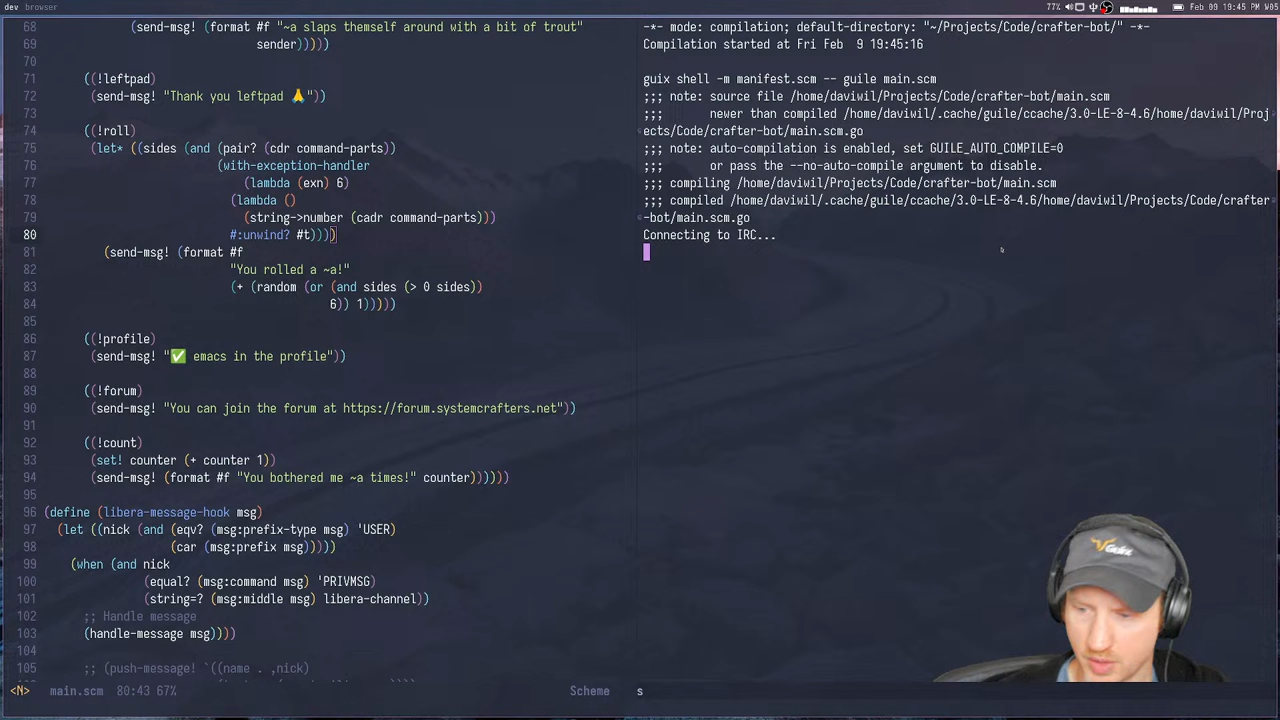 dev browser
77% Feb 09 19:45 PM W05
68 (send-msg! (format #f "~a slaps themself around with a bit of trout"
69 sender)))))
70
71 ((!leftpad)
72 (send-msg! "Thank you leftpad 🙏"))
73
74 ((!roll)
75 (let* ((sides (and (pair? (cdr command-parts))
76 (with-exception-handler
77 (lambda (exn) 6)
78 (lambda ()
79 (string->number (cadr command-parts)))
80 #:unwind? #t))))
81 (send-msg! (format #f
82 "You rolled a ~a!"
83 (+ (random (or (and sides (> 0 sides))
84 6)) 1)))))
85
86 ((!profile)
87 (send-msg! "✅ emacs in the profile"))
88
89 ((!forum)
90 (send-msg! "You can join the forum at https://forum.systemcrafters.net"))
91
92 ((!count)
93 (set! counter (+ counter 1))
94 (send-msg! (format #f "You bothered me ~a times!" counter))))))
95
96 (define (libera-message-hook msg)
97 (let ((nick (and (eqv? (msg:prefix-type msg) 'USER)
98 (car (msg:prefix msg)))))
99 (when (and nick
100 (equal? (msg:command msg) 'PRIVMSG)
101 (string=? (msg:middle msg) libera-channel))
102 ;; Handle message
103 (handle-message msg))))
104
105 ;; (push-message! `((name . ,nick)
<N> main.scm 80:43 67% Scheme
-*- mode: compilation; default-directory: "~/Projects/Code/crafter-bot/" -*-
Compilation started at Fri Feb  9 19:45:16

guix shell -m manifest.scm -- guile main.scm
;;; note: source file /home/daviwil/Projects/Code/crafter-bot/main.scm
;;;       newer than compiled /home/daviwil/.cache/guile/ccache/3.0-LE-8-4.6/home/daviwil/Proj
ects/Code/crafter-bot/main.scm.go
;;; note: auto-compilation is enabled, set GUILE_AUTO_COMPILE=0
;;;       or pass the --no-auto-compile argument to disable.
;;; compiling /home/daviwil/Projects/Code/crafter-bot/main.scm
;;; compiled /home/daviwil/.cache/guile/ccache/3.0-LE-8-4.6/home/daviwil/Projects/Code/crafter
-bot/main.scm.go
Connecting to IRC...
s
Guix